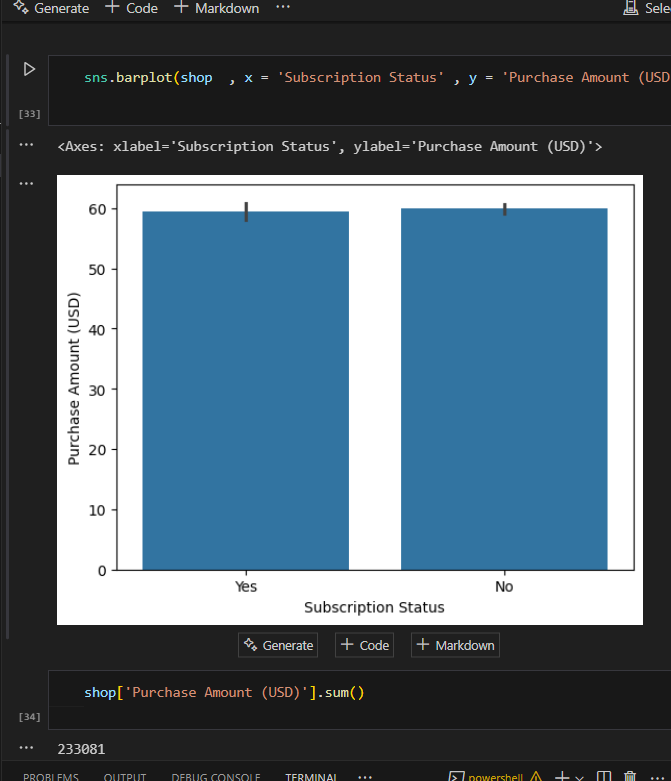 Generate + Code + Markdown ...
Sele
sns.barplot(shop , x = 'Subscription Status' , y = 'Purchase Amount (USD
[33]
... <Axes: xlabel='Subscription Status', ylabel='Purchase Amount (USD)'>
...
60
50
40
30
20
10
0
Purchase Amount (USD)
Yes No
Subscription Status
Generate + Code + Markdown
shop['Purchase Amount (USD)'].sum()
[34]
... 233081
PROBLEMS OUTPUT DEBUG CONSOLE TERMINAL ... powershell